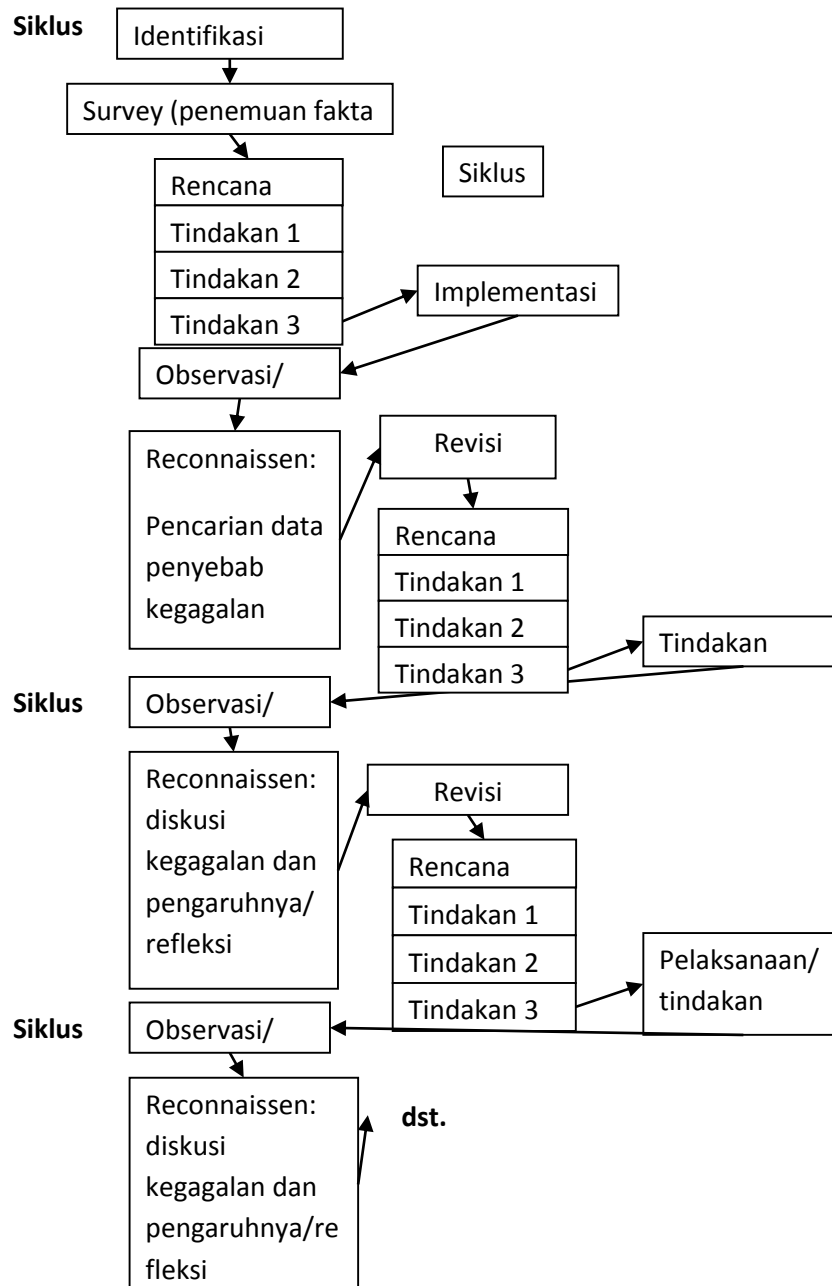 Siklus
Identifikasi
Survey (penemuan fakta
Rencana
Siklus
Tindakan 1
Tindakan 2
Tindakan 3
Implementasi
Observasi/
Reconnaissen:
Pencarian data
penyebab
kegagalan
Revisi
Rencana
Tindakan 1
Tindakan 2
Tindakan 3
Tindakan
Siklus
Observasi/
Reconnaissen:
diskusi
kegagalan dan
pengaruhnya/
refleksi
Revisi
Rencana
Tindakan 1
Tindakan 2
Tindakan 3
Pelaksanaan/
tindakan
Siklus
Observasi/
Reconnaissen:
diskusi
kegagalan dan
pengaruhnya/re
fleksi
dst.